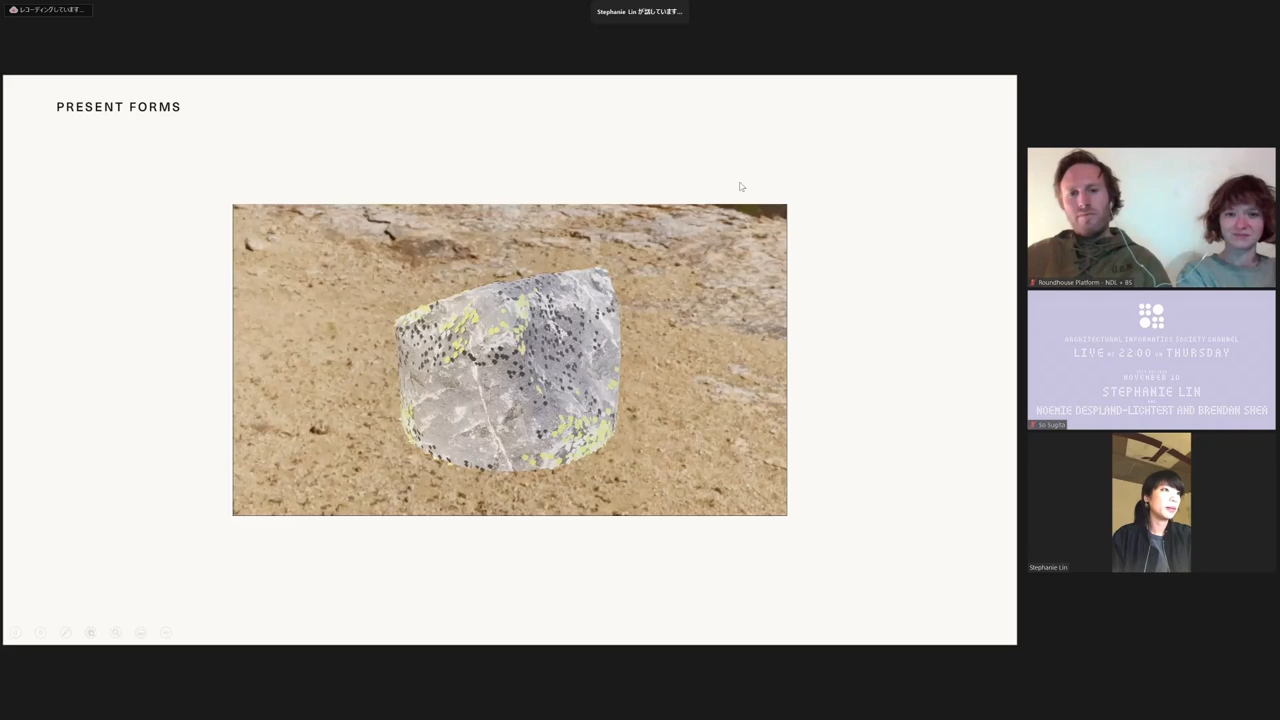 レコーディングしています...
Stephanie Lin が話しています...
PRESENT FORMS
U.S.M.
Roundhouse Platform - NDL + BS
ARCHITECTURAL INFORMATICS SOCIETY CHANNEL
LIVE AT 22:00 ON THURSDAY
STEPHANIE LIN
NOEMIE DESPLAND-LICHTERT AND BRENDAN SHEA
So Sugita
Stephanie Lin